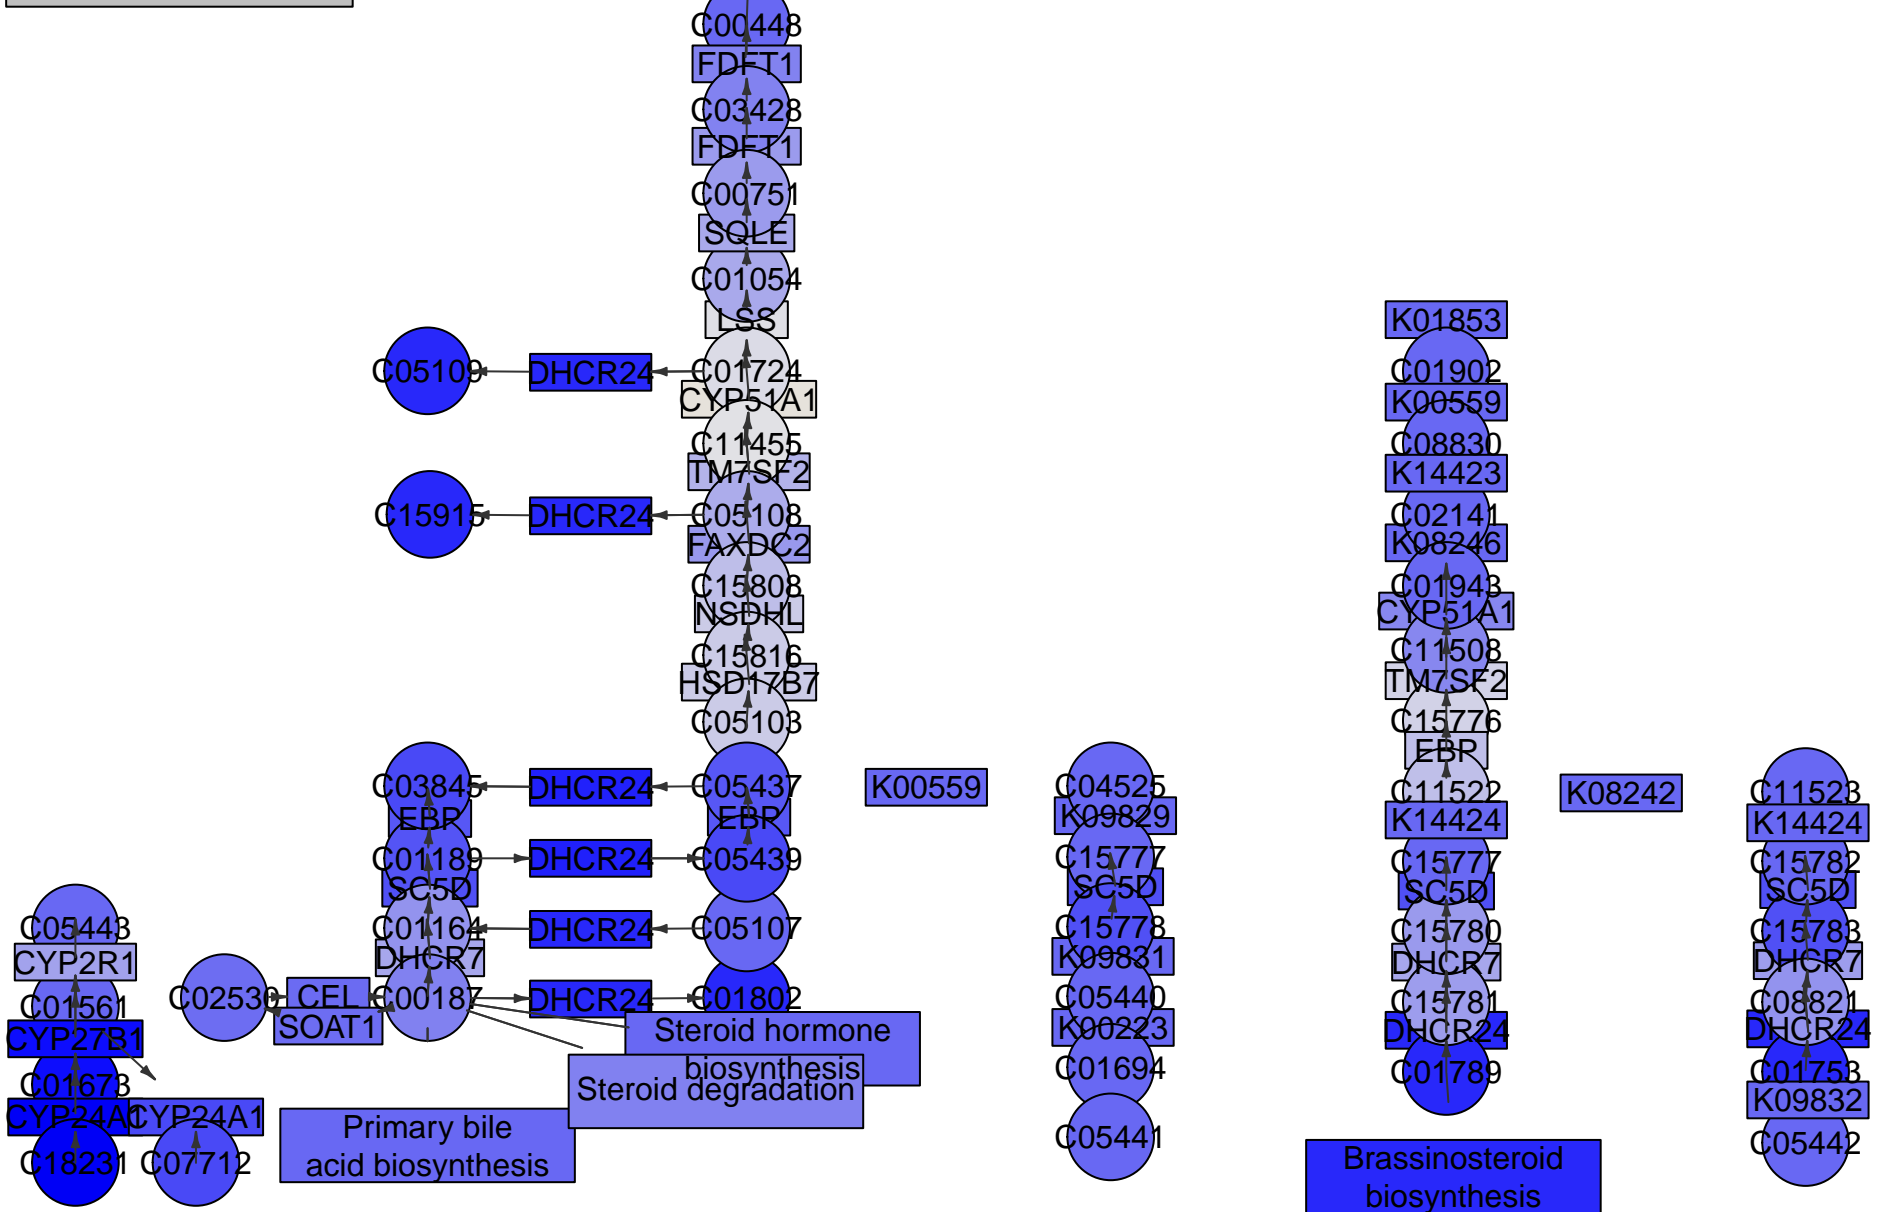 C00448
FDFT1
C03428
FDFT1
C00751
SQLE
C01054
LSS
K01853
C05109
DHCR24
C01724
C01902
CYP51A1
K00559
C11455
C08830
TM7SF2
K14423
C15915
DHCR24
C05108
C02141
FAXDC2
K08246
C15808
C01943
NSDHL
CYP51A1
C15816
C11508
HSD17B7
TM7SF2
C05103
C15776
EBP
C03845
DHCR24
C05437
K00559
C04525
C11522
K08242
C11523
EBP
EBP
K09829
K14424
K14424
C01189
DHCR24
C05439
C15777
C15777
C15782
SC5D
SC5D
SC5D
SC5D
C05443
C01164
DHCR24
C05107
C15778
C15780
C15783
CYP2R1
DHCR7
K09831
DHCR7
DHCR7
C01561
C02530
CEL
C00187
DHCR24
C01802
C05440
C15781
C08821
CYP27B1
SOAT1
Steroid hormone
biosynthesis
K00223
DHCR24
DHCR24
C01673
Steroid degradation
C01694
C01789
C01753
CYP24A1
CYP24A1
K09832
Primary bile
acid biosynthesis
C05441
C05442
C18231
C07712
Brassinosteroid
biosynthesis